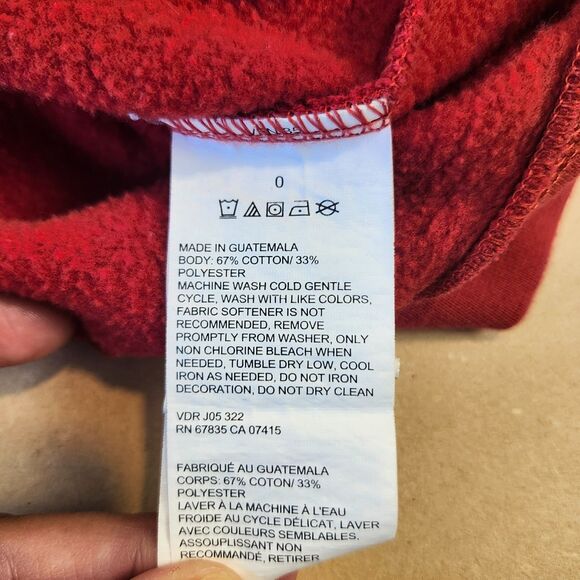 0
MADE IN GUATEMALA
BODY: 67% COTTON/ 33%
POLYESTER
MACHINE WASH COLD GENTLE
CYCLE, WASH WITH LIKE COLORS,
FABRIC SOFTENER IS NOT
RECOMMENDED, REMOVE
PROMPTLY FROM WASHER, ONLY
NON CHLORINE BLEACH WHEN
NEEDED, TUMBLE DRY LOW, COOL
IRON AS NEEDED, DO NOT IRON
DECORATION, DO NOT DRY CLEAN
VDR J05 322
RN 67835 CA 07415
FABRIQUÉ AU GUATEMALA
CORPS: 67% COTON/ 33%
POLYESTER
LAVER À LA MACHINE À L'EAU
FROIDE AU CYCLE DÉLICAT, LAVER
AVEC COULEURS SEMBLABLES.
ASSOUPLISSANT NON
RECOMMANDÉ, RETIRER